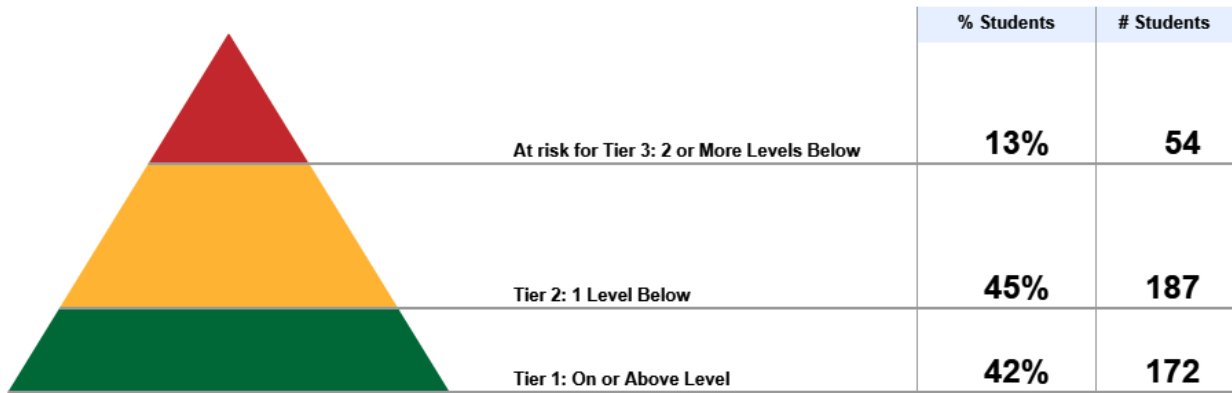 % Students # Students
At risk for Tier 3: 2 or More Levels Below 13% 54
Tier 2: 1 Level Below 45% 187
Tier 1: On or Above Level 42% 172